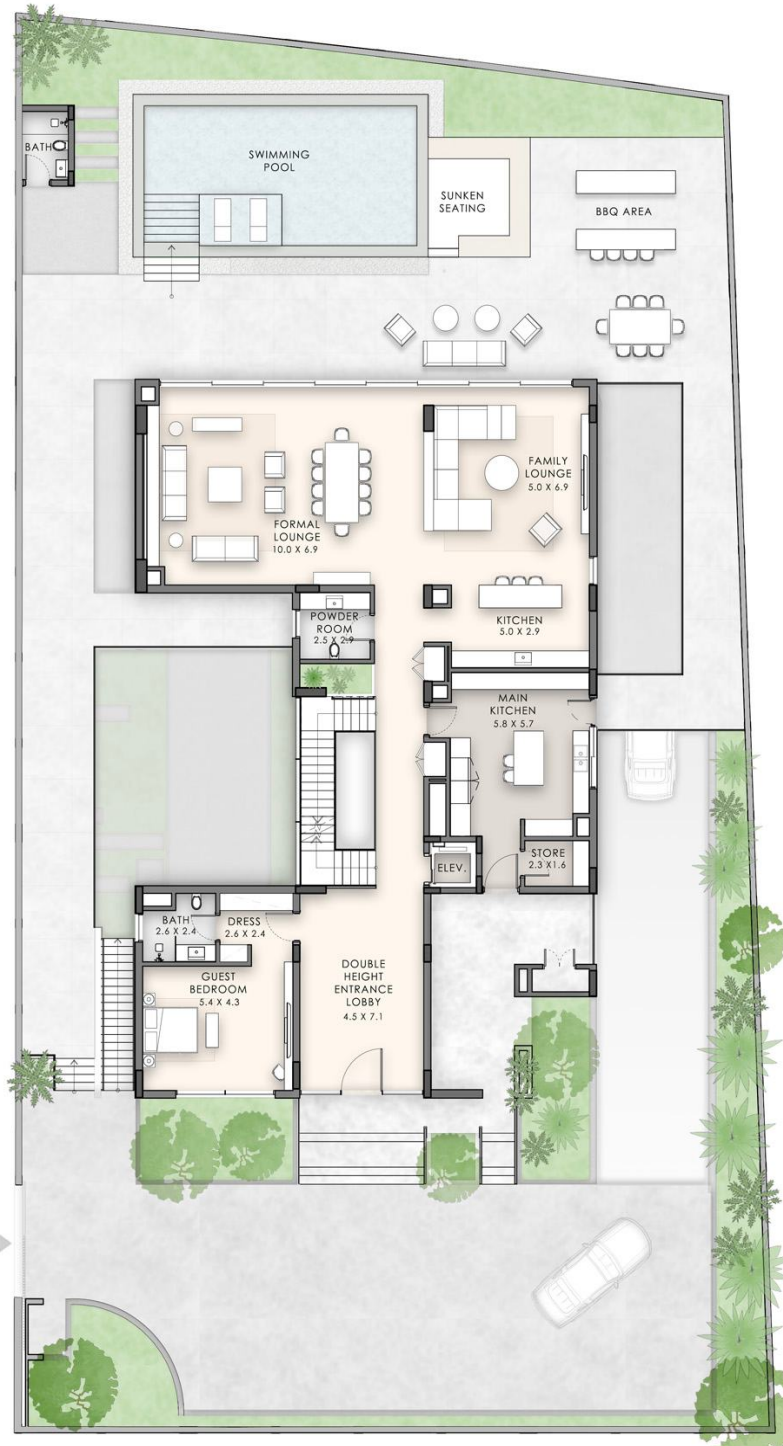 BATH
SWIMMING
POOL
SUNKEN
SEATING
BBQ AREA
FORMAL
LOUNGE
10.0 X 6.9
FAMILY
LOUNGE
5.0 X 6.9
POWDER
ROOM
2.5 X 2.9
KITCHEN
5.0 X 2.9
MAIN
KITCHEN
5.8 X 5.7
ELEV.
STORE
2.3 X1.6
BATH
2.6 X 2.4
DRESS
2.6 X 2.4
GUEST
BEDROOM
5.4 X 4.3
DOUBLE
HEIGHT
ENTRANCE
LOBBY
4.5 X 7.1